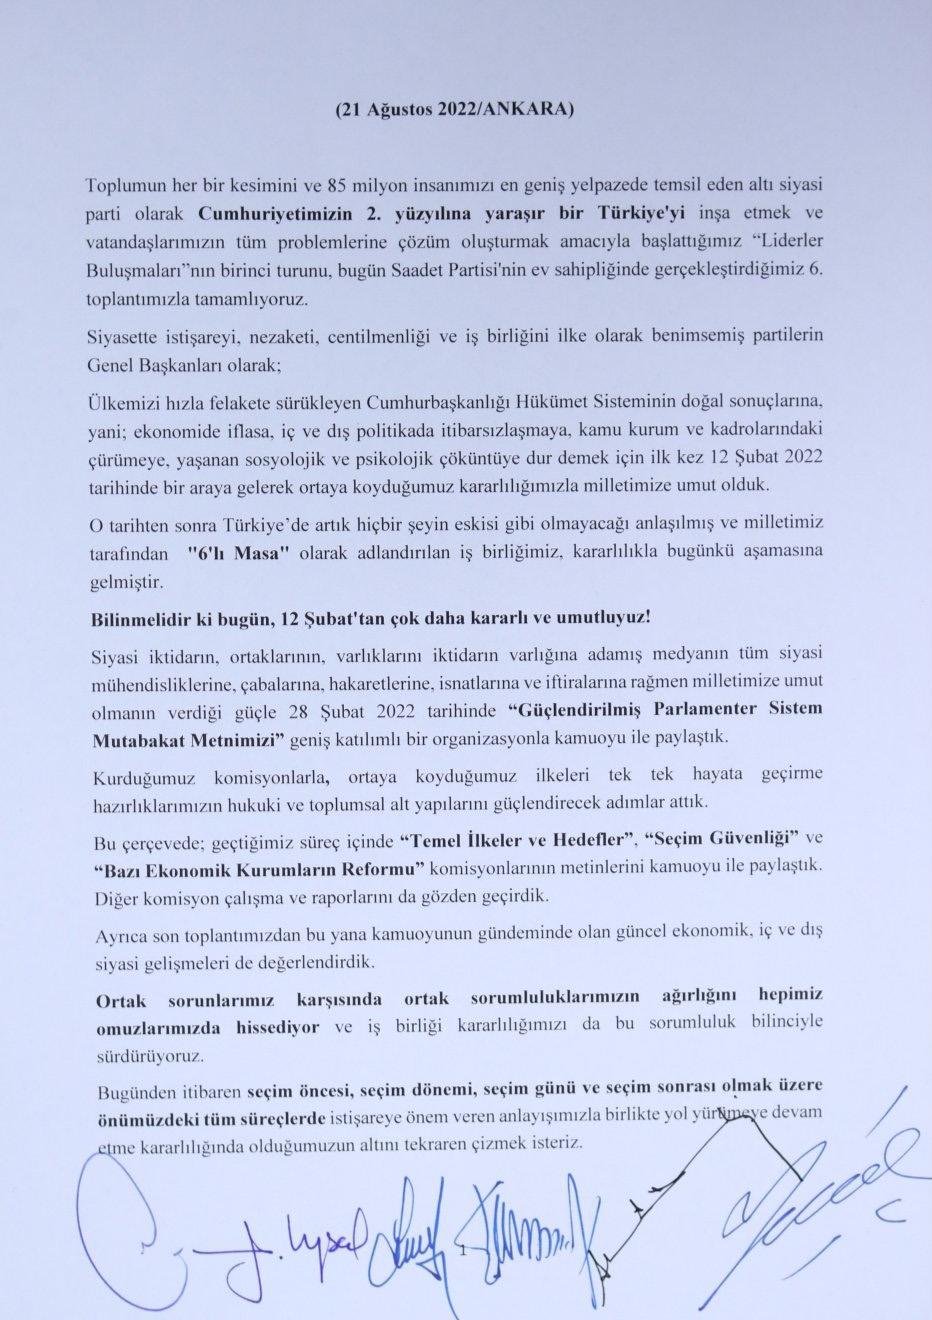 (21 Ağustos 2022/ANKARA)
Toplumun her bir kesimini ve 85 milyon insanımızı en geniş yelpazede temsil eden altı siyasi
parti olarak Cumhuriyetimizin 2. yüzyılına yaraşır bir Türkiye'yi inşa etmek ve
vatandaşlarımızın tüm problemlerine çözüm oluşturmak amacıyla başlattığımız “Liderler
Buluşmaları”nın birinci turunu, bugün Saadet Partisi'nin ev sahipliğinde gerçekleştirdiğimiz 6.
toplantımızla tamamlıyoruz.
Siyasette istişareyi, nezaketi, centilmenliği ve iş birliğini ilke olarak benimsemiş partilerin
Genel Başkanları olarak;
Ülkemizi hızla felakete sürükleyen Cumhurbaşkanlığı Hükümet Sisteminin doğal sonuçlarına,
yani; ekonomide iflasa, iç ve dış politikada itibarsızlaşmaya, kamu kurum ve kadrolarındaki
çürümeye, yaşanan sosyolojik ve psikolojik çöküntüye dur demek için ilk kez 12 Şubat 2022
tarihinde bir araya gelerek ortaya koyduğumuz kararlılığımızla milletimize umut olduk.
O tarihten sonra Türkiye’de artık hiçbir şeyin eskisi gibi olmayacağı anlaşılmış ve milletimiz
tarafından "6'lı Masa" olarak adlandırılan iş birliğimiz, kararlılıkla bugünkü aşamasına
gelmiştir.
Bilinmelidir ki bugün, 12 Şubat'tan çok daha kararlı ve umutluyuz!
Siyasi iktidarın, ortaklarının, varlıklarını iktidarın varlığına adamış medyanın tüm siyasi
mühendisliklerine, çabalarına, hakaretlerine, isnatlarına ve iftiralarına rağmen milletimize umut
olmanın verdiği güçle 28 Şubat 2022 tarihinde “Güçlendirilmiş Parlamenter Sistem
Mutabakat Metnimizi” geniş katılımlı bir organizasyonla kamuoyu ile paylaştık.
Kurduğumuz komisyonlarla, ortaya koyduğumuz ilkeleri tek tek hayata geçirme
hazırlıklarımızın hukuki ve toplumsal alt yapılarını güçlendirecek adımlar attık.
Bu çerçevede; geçtiğimiz süreç içinde “Temel İlkeler ve Hedefler”, “Seçim Güvenliği” ve
“Bazı Ekonomik Kurumların Reformu” komisyonlarının metinlerini kamuoyu ile paylaştık.
Diğer komisyon çalışma ve raporlarını da gözden geçirdik.
Ayrıca son toplantımızdan bu yana kamuoyunun gündeminde olan güncel ekonomik, iç ve dış
siyasi gelişmeleri de değerlendirdik.
Ortak sorunlarımız karşısında ortak sorumluluklarımızın ağırlığını hepimiz
omuzlarımızda hissediyor ve iş birliği kararlılığımızı da bu sorumluluk bilinciyle
sürdürüyoruz.
Bugünden itibaren seçim öncesi, seçim dönemi, seçim günü ve seçim sonrası olmak üzere
önümüzdeki tüm süreçlerde istişareye önem veren anlayışımızla birlikte yol yürümeye devam
etme kararlılığında olduğumuzun altını tekraren çizmek isteriz.
1